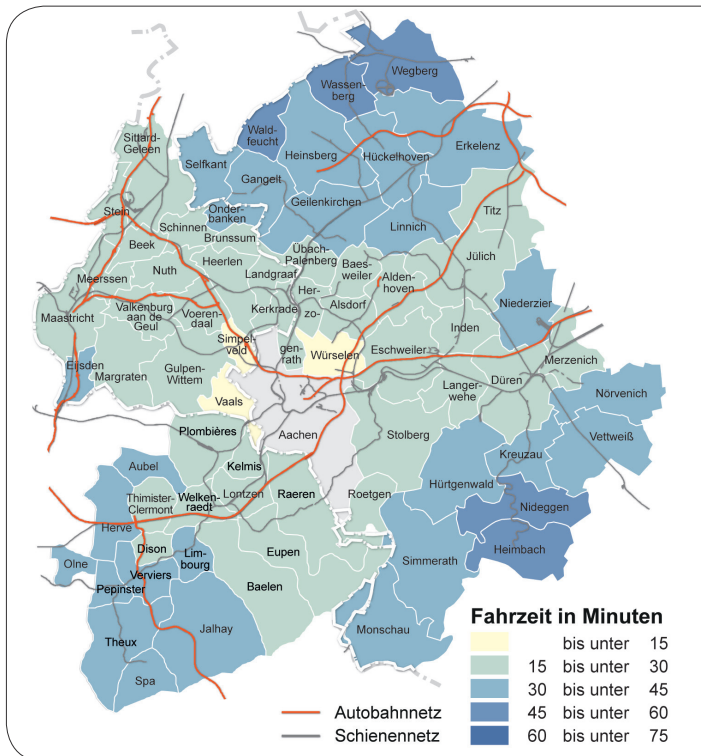 Wegberg
Wassen-
berg
Wald-
feucht
Erkelenz
Hückelhoven
Heinsberg
Sittard-
Geleen
Selfkant
Gangelt
Geilenkirchen
Titz
Stein
Onder-
banken
Linnich
Schinnen
Brunssum
Beek
Übach-
Palenberg
Jülich
Heerlen
Baes-
weiler
Nuth
Landgraaf
Alden-
hoven
Meerssen
Her-
zo-
genrath
Niederzier
Valkenburg
aan de
Geul
Voeren-
daal
Kerkrade
Alsdorf
Maastricht
Inden
Simpel-
veld
Würselen
Eschweiler
Merzenich
Eijsden
Margraten
Gulpen-
Wittem
Langer-
wehe
Düren
Nörvenich
Vaals
Aachen
Stolberg
Vettweiß
Plombières
Kreuzau
Aubel
Kelmis
Hürtgenwald
Thimister-
Clermont
Welken-
raedt
Lontzen
Raeren
Roetgen
Nideggen
Herve
Dison
Lim-
bourg
Eupen
Simmerath
Heimbach
Olne
Verviers
Pepinster
Baelen
Jalhay
Monschau
Theux
Spa
Fahrzeit in Minuten
bis unter 15
15 bis unter 30
30 bis unter 45
45 bis unter 60
60 bis unter 75
Autobahnnetz
Schienennetz